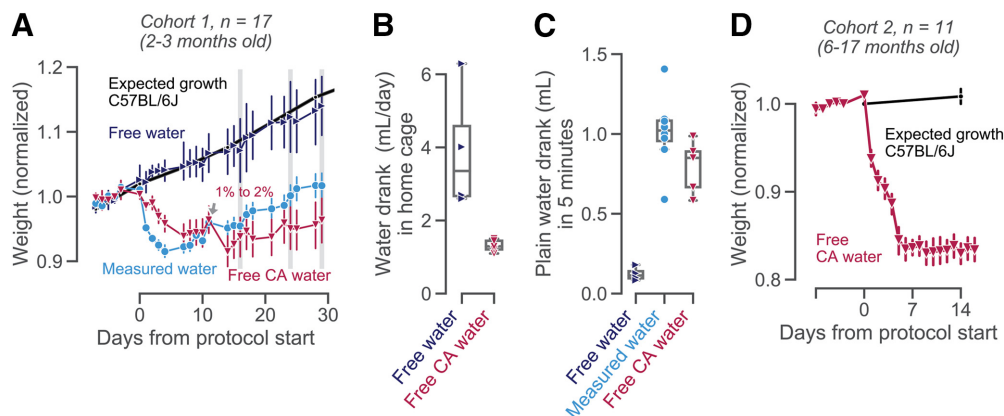 A
Cohort 1, n = 17
(2-3 months old)
Weight (normalized)
1.2
1.1
1.0
0.9
Expected growth
C57BL/6J
Free water
1% to 2%
Measured water
Free CA water
0
10
20
30
Days from protocol start
B
Water drank (mL/day)
in home cage
6
4
2
0
Free water
Free CA water
C
Plain water drank (mL)
in 5 minutes
1.5
1.0
0.5
0.0
Free water
Measured water
Free CA water
D
Cohort 2, n = 11
(6-17 months old)
Weight (normalized)
1.0
0.9
0.8
Expected growth
C57BL/6J
Free
CA water
0
7
14
Days from protocol start